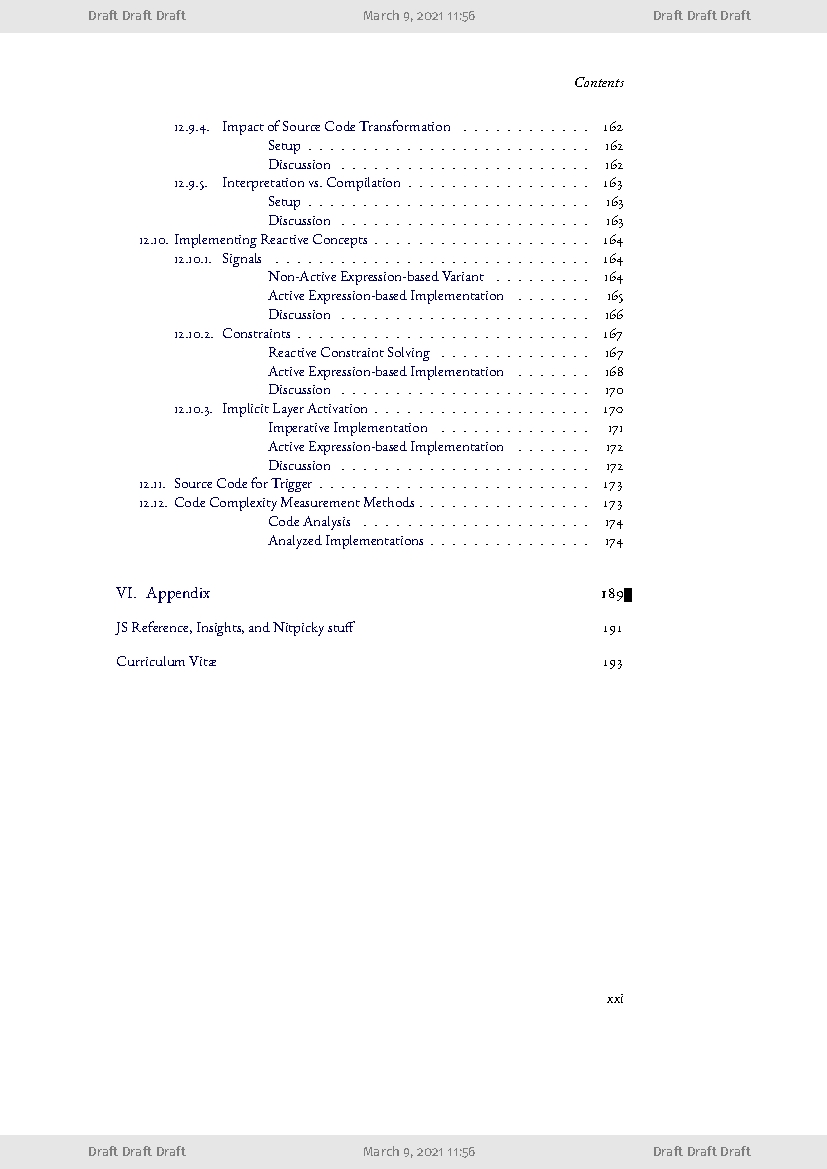 Draft Draft Draft March 9, 2021 11:56 Draft Draft Draft
Contents
12.9.4. Impact of Source Code Transformation . . . . . . . . . . . . 162
Setup . . . . . . . . . . . . . . . . . . . . . . . . . . 162
Discussion . . . . . . . . . . . . . . . . . . . . . . . 162
12.9.5. Interpretation vs. Compilation . . . . . . . . . . . . . . . . . 163
Setup . . . . . . . . . . . . . . . . . . . . . . . . . . 163
Discussion . . . . . . . . . . . . . . . . . . . . . . . 163
12.10. Implementing Reactive Concepts . . . . . . . . . . . . . . . . . . . . 164
12.10.1. Signals . . . . . . . . . . . . . . . . . . . . . . . . . . . . . 164
Non-Active Expression-based Variant . . . . . . . . . 164
Active Expression-based Implementation . . . . . . . 165
Discussion . . . . . . . . . . . . . . . . . . . . . . . 166
12.10.2. Constraints . . . . . . . . . . . . . . . . . . . . . . . . . . . 167
Reactive Constraint Solving . . . . . . . . . . . . . . 167
Active Expression-based Implementation . . . . . . . 168
Discussion . . . . . . . . . . . . . . . . . . . . . . . 170
12.10.3. Implicit Layer Activation . . . . . . . . . . . . . . . . . . . . 170
Imperative Implementation . . . . . . . . . . . . . . 171
Active Expression-based Implementation . . . . . . . 172
Discussion . . . . . . . . . . . . . . . . . . . . . . . 172
12.11. Source Code for Trigger . . . . . . . . . . . . . . . . . . . . . . . . . 173
12.12. Code Complexity Measurement Methods . . . . . . . . . . . . . . . . 173
Code Analysis . . . . . . . . . . . . . . . . . . . . . 174
Analyzed Implementations . . . . . . . . . . . . . . . 174
VI. Appendix 189
JS Reference, Insights, and Nitpicky stuff 191
Curriculum Vitæ 193
xxi
Draft Draft Draft March 9, 2021 11:56 Draft Draft Draft